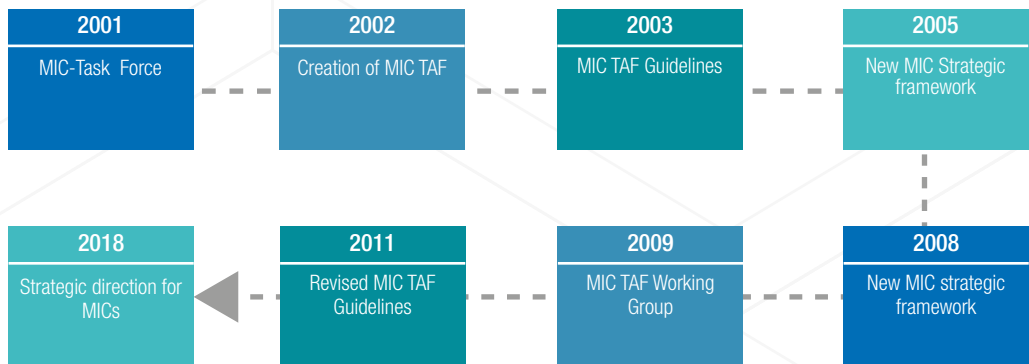 2001
MIC-Task Force
2002
Creation of MIC TAF
2003
MIC TAF Guidelines
2005
New MIC Strategic
framework
2008
New MIC strategic
framework
2009
MIC TAF Working
Group
2011
Revised MIC TAF
Guidelines
2018
Strategic direction for
MICs